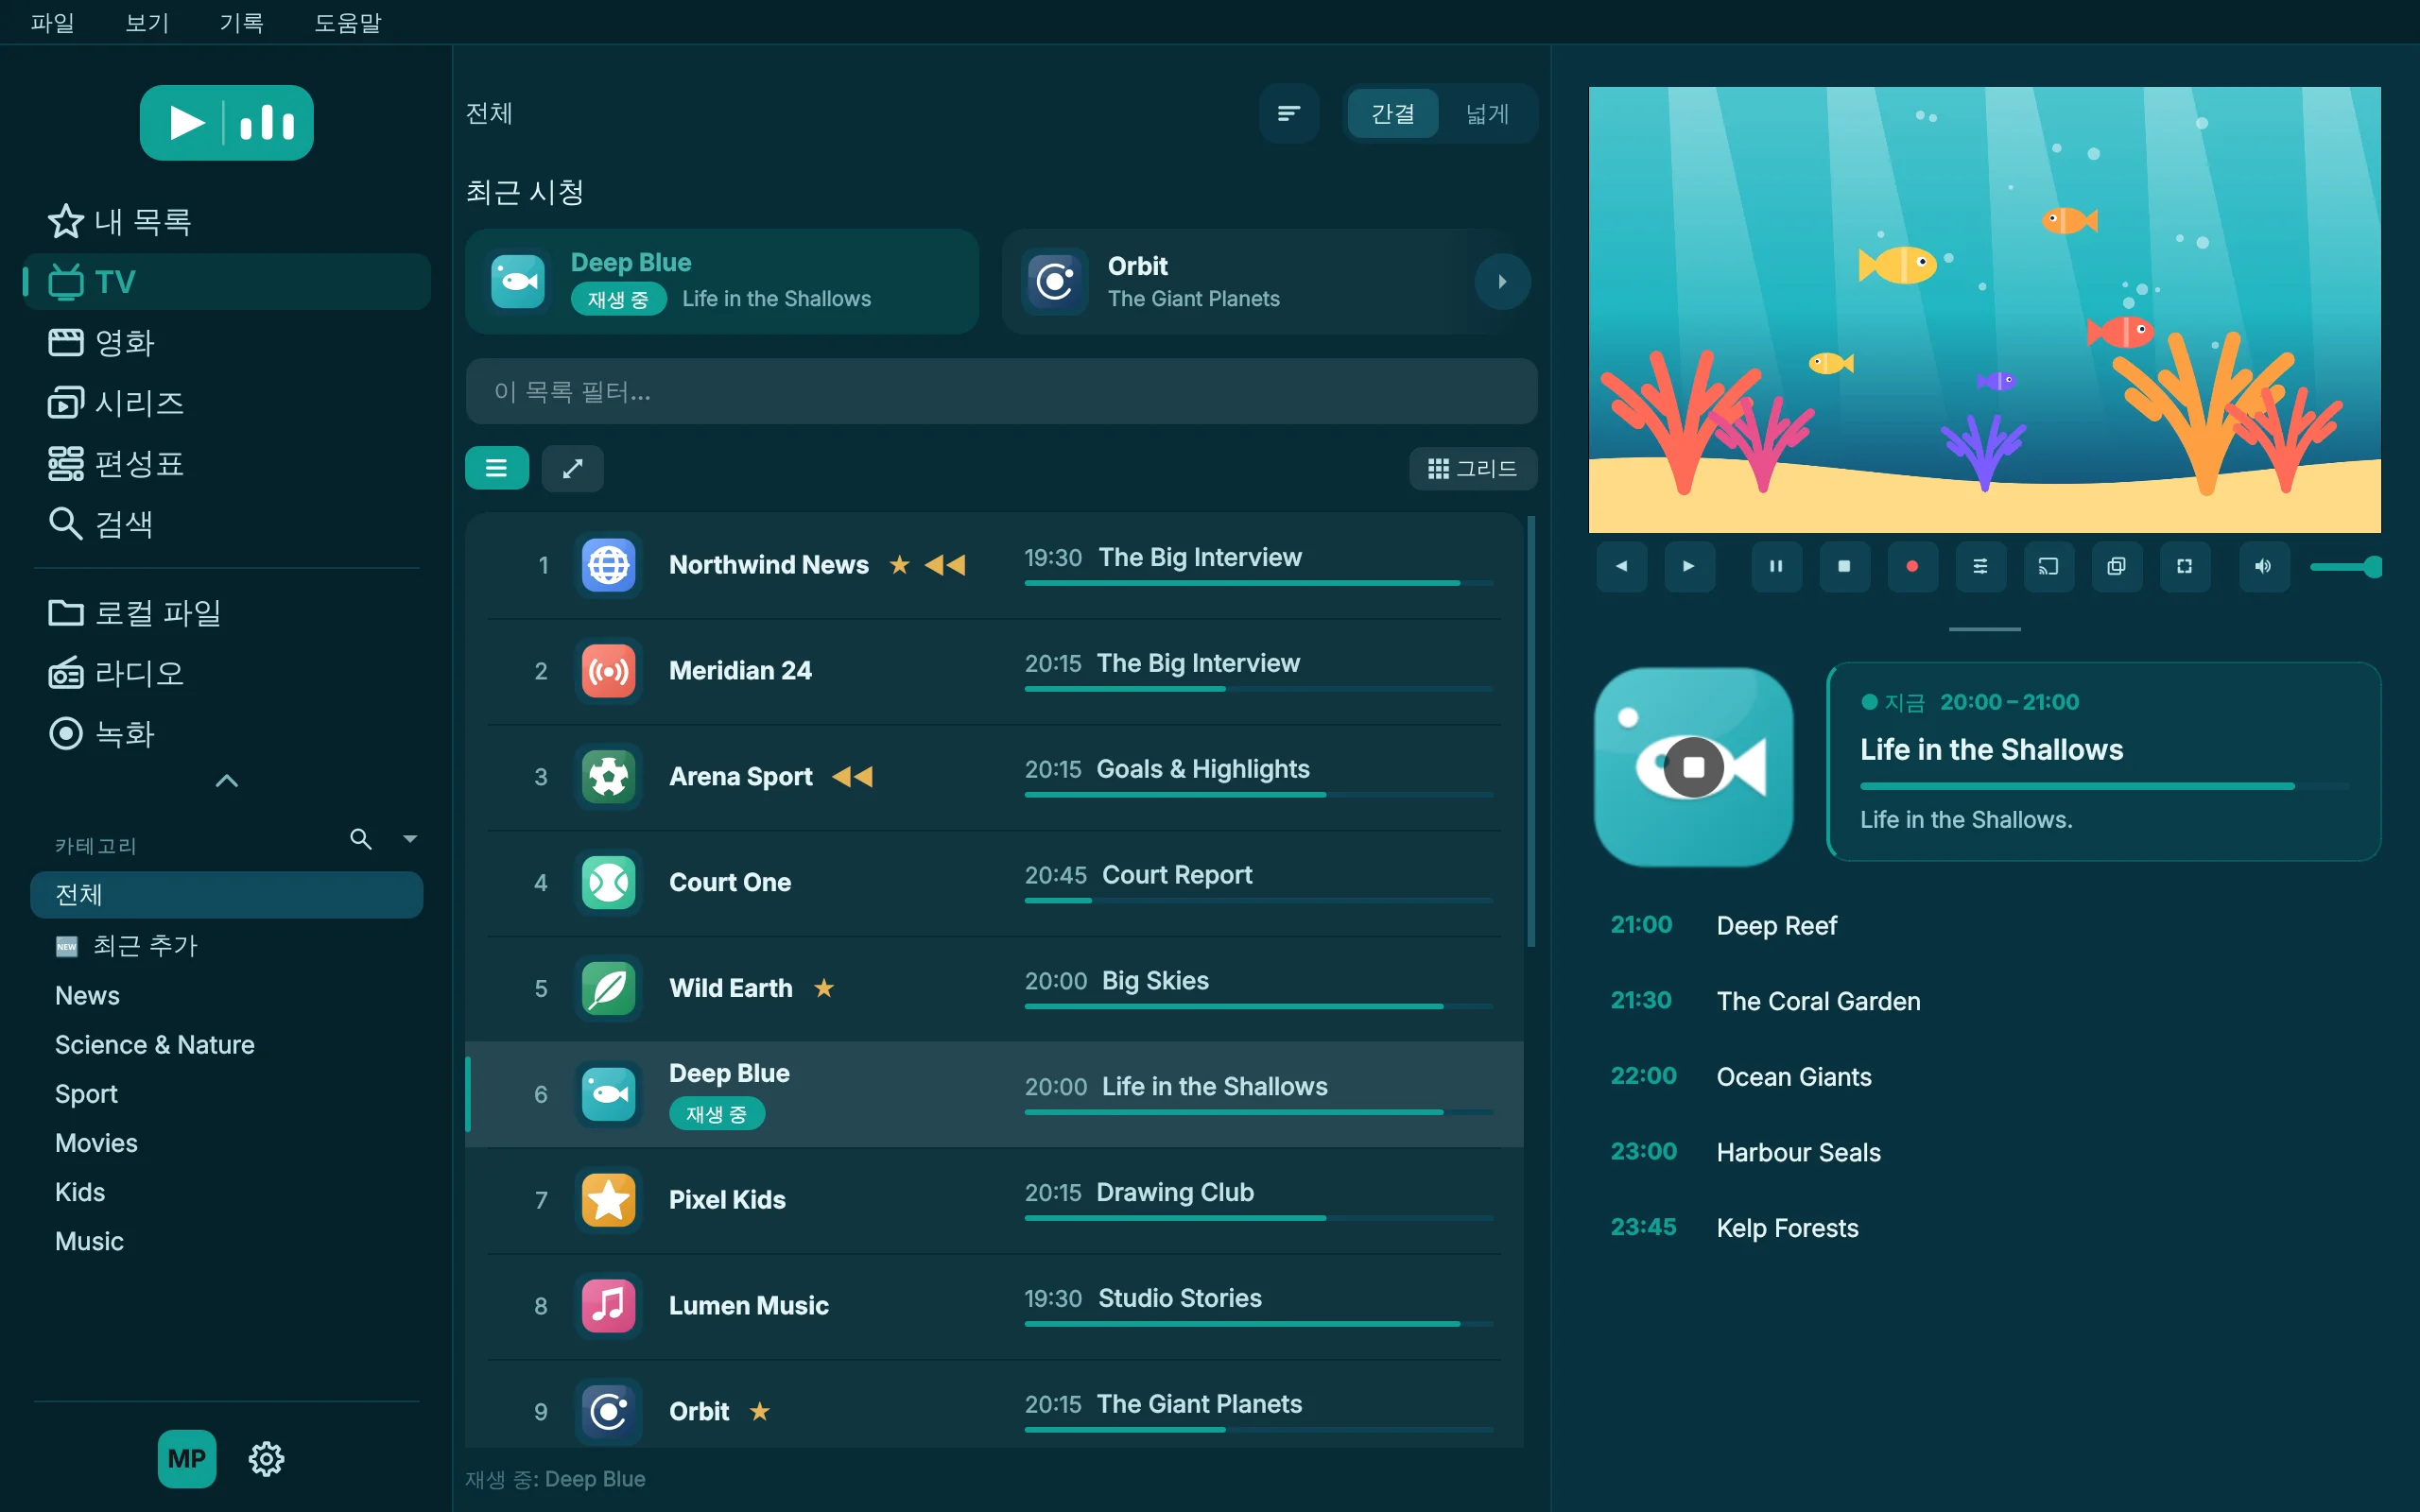 파일 보기 기록 도움말
내 목록
TV
영화
시리즈
편성표
검색
로컬 파일
라디오
녹화
카테고리
전체
NEW 최근 추가
News
Science & Nature
Sport
Movies
Kids
Music
MP
전체
간결 넓게
최근 시청
Deep Blue
재생 중 Life in the Shallows
Orbit
The Giant Planets
이 목록 필터...
그리드
1 Northwind News 19:30 The Big Interview
2 Meridian 24 20:15 The Big Interview
3 Arena Sport 20:15 Goals & Highlights
4 Court One 20:45 Court Report
5 Wild Earth 20:00 Big Skies
6 Deep Blue 20:00 Life in the Shallows
재생 중
7 Pixel Kids 20:15 Drawing Club
8 Lumen Music 19:30 Studio Stories
9 Orbit 20:15 The Giant Planets
재생 중: Deep Blue
지금 20:00 – 21:00
Life in the Shallows
Life in the Shallows.
21:00 Deep Reef
21:30 The Coral Garden
22:00 Ocean Giants
23:00 Harbour Seals
23:45 Kelp Forests